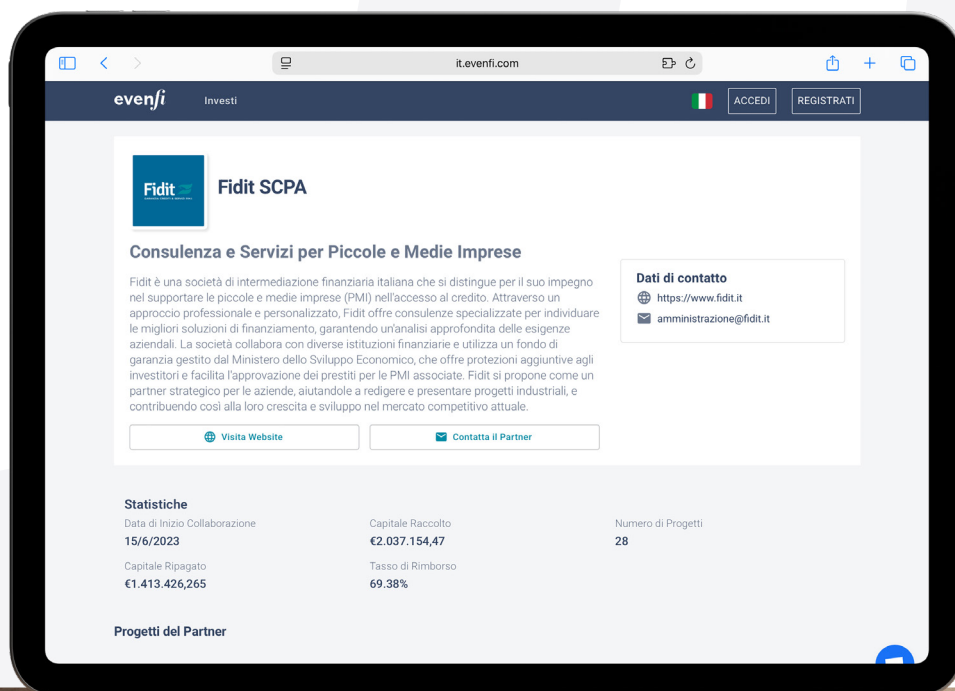 it.evenfi.com
evenfi
Investi
ACCEDI
REGISTRATI
Fidit
Fidit SCPA
Consulenza e Servizi per Piccole e Medie Imprese
Fidit è una società di intermediazione finanziaria italiana che si distingue per il suo impegno
nel supportare le piccole e medie imprese (PMI) nell'accesso al credito. Attraverso un
approccio professionale e personalizzato, Fidit offre consulenze specializzate per individuare
le migliori soluzioni di finanziamento, garantendo un'analisi approfondita delle esigenze
aziendali. La società collabora con diverse istituzioni finanziarie e utilizza un fondo di
garanzia gestito dal Ministero dello Sviluppo Economico, che offre protezioni aggiuntive agli
investitori e facilita l'approvazione dei prestiti per le PMI associate. Fidit si propone come un
partner strategico per le aziende, aiutandole a redigere e presentare progetti industriali, e
contribuendo così alla loro crescita e sviluppo nel mercato competitivo attuale.
Visita Website
Contatta il Partner
Dati di contatto
https://www.fidit.it
amministrazione@fidit.it
Statistiche
Data di Inizio Collaborazione
15/6/2023
Capitale Raccolto
€2.037.154,47
Numero di Progetti
28
Capitale Ripagato
€1.413.426,265
Tasso di Rimborso
69.38%
Progetti del Partner